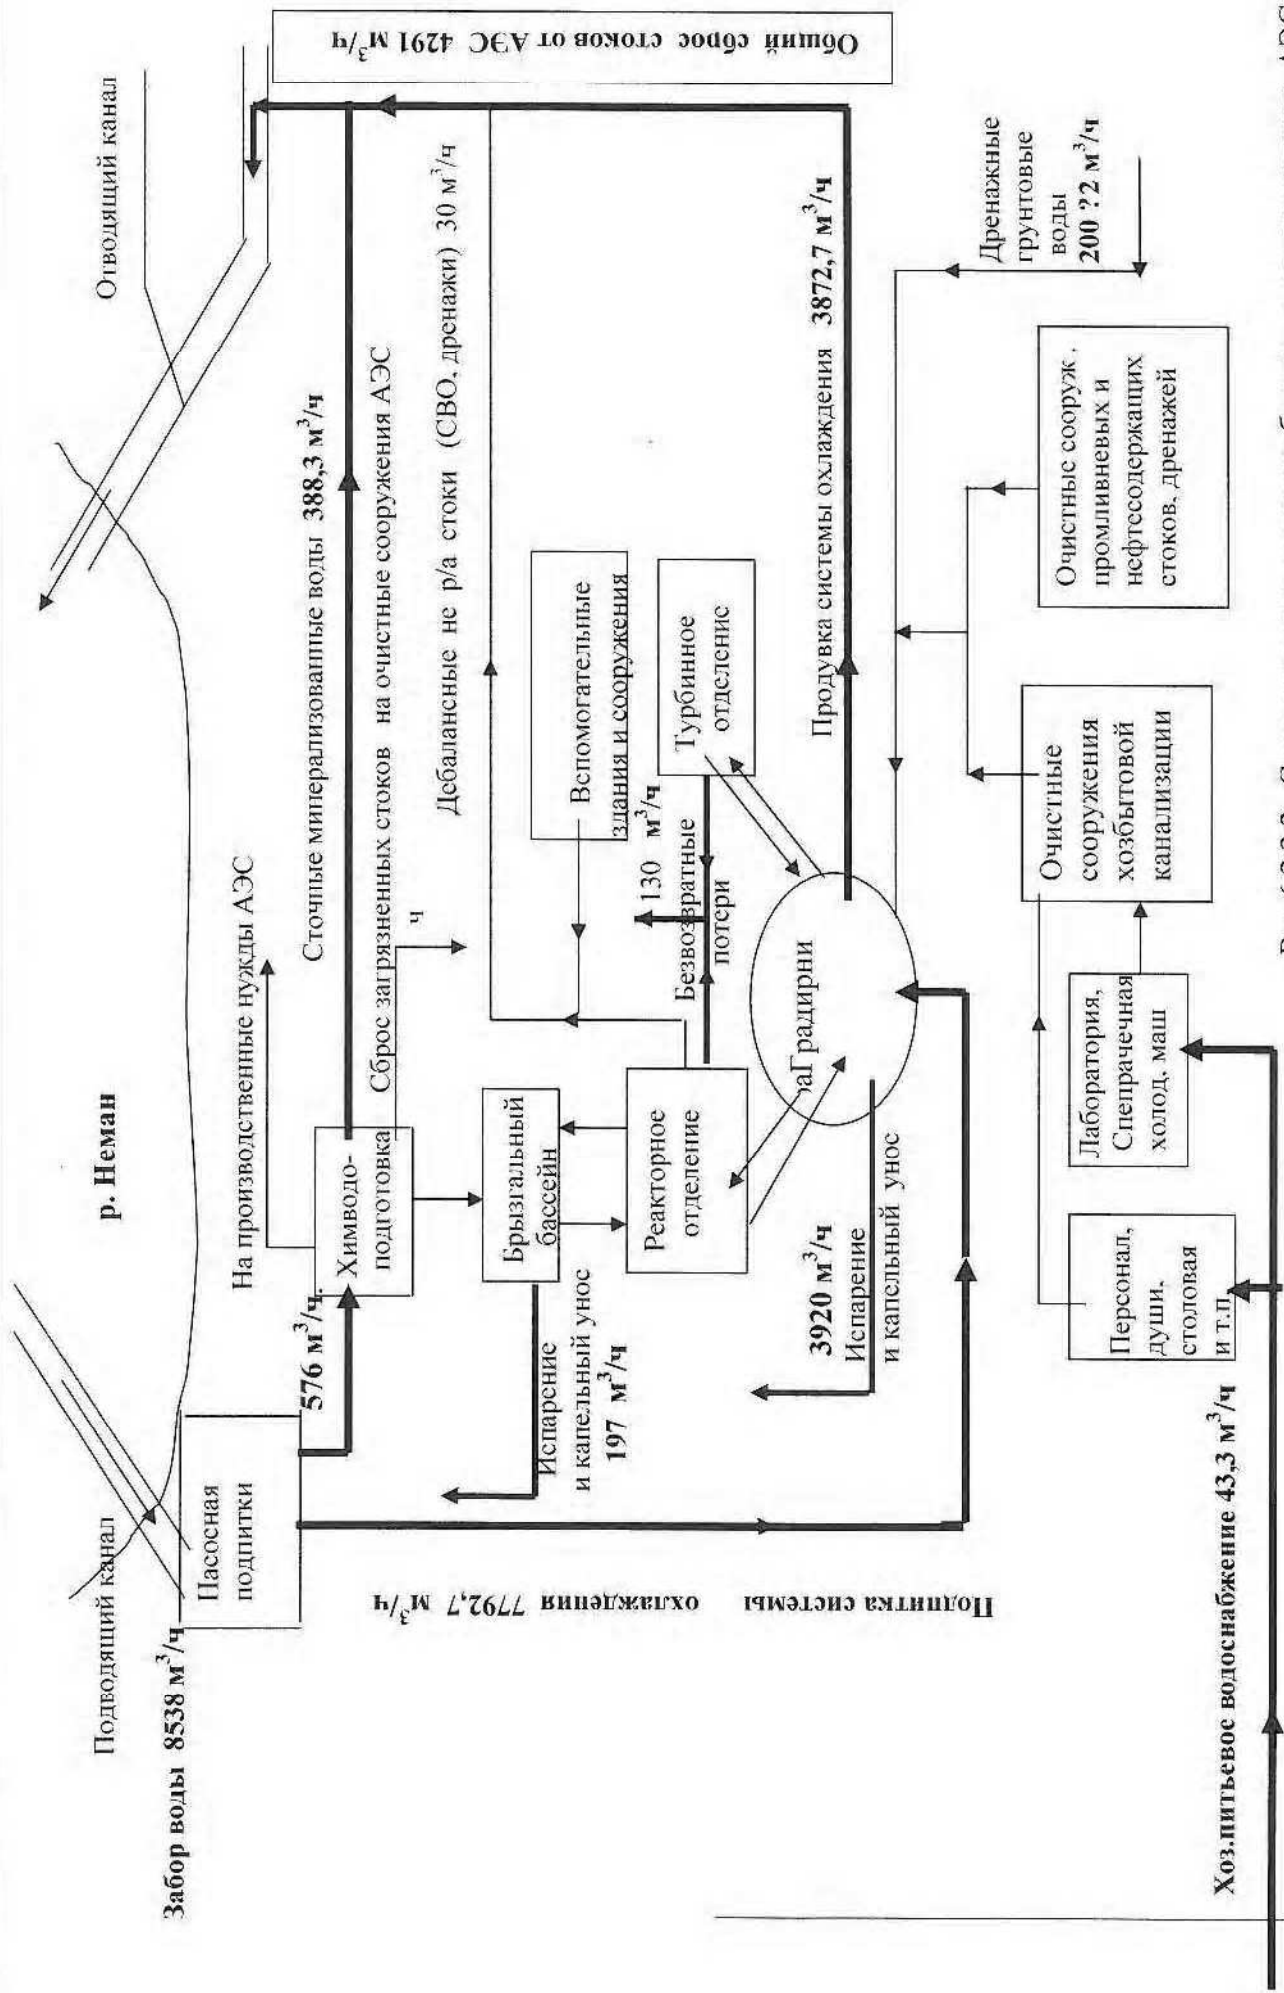 Подводящий канал
Забор воды 8538 м³/ч
р. Неман
Отводящий канал
Общий сброс стоков от АЭС 4291 м³/ч
Насосная
подпитки
576 м³/ч.
На производственные нужды АЭС
Химводо-
подготовка
Сточные минерализованные воды 388,3 м³/ч
Сброс загрязненных стоков на очистные сооружения АЭС
ч
Дебалансные не р/а стоки (СВО, дренажи) 30 м³/ч
Брызгальный
бассейн
Испарение
и капельный унос
197 м³/ч
Вспомогательные
здания и сооружения
130 м³/ч
Безвозвратные
потери
Реакторное
отделение
Турбинное
отделение
раГрадирни
Подпитка системы охлаждения 7792,7 м³/ч
3920 м³/ч
Испарение
и капельный унос
Продувка системы охлаждения 3872,7 м³/ч
Дренажные
грунтовые
воды
200 ?2 м³/ч
Хоз.питьевое водоснабжение 43,3 м³/ч
Персонал,
души,
столовая
и т.п.
Лаборатория,
Спепрачечная
холод. маш
Очистные
сооружения
хозбытовой
канализации
Очистные сооруж.
промливневых и
нефтесодержащих
стоков, дренажей